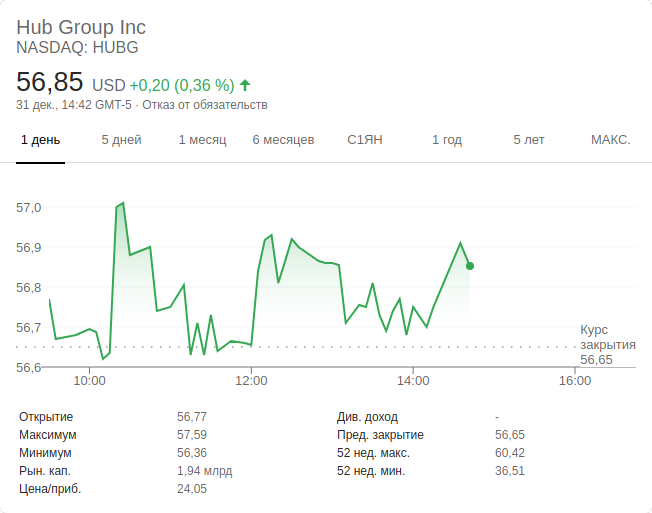 Hub Group Inc
NASDAQ: HUBG
56,85 USD +0,20 (0,36 %)
31 дек., 14:42 GMT-5 · Отказ от обязательств
1 день 5 дней 1 месяц 6 месяцев С1ЯН 1 год 5 лет МАКС.
57,0
56,9
56,8
56,7
56,6
Курс
закрытия
56,65
10:00 12:00 14:00 16:00
Открытие 56,77 Див. доход -
Максимум 57,59 Пред. закрытие 56,65
Минимум 56,36 52 нед. макс. 60,42
Рын. кап. 1,94 млрд 52 нед. мин. 36,51
Цена/приб. 24,05